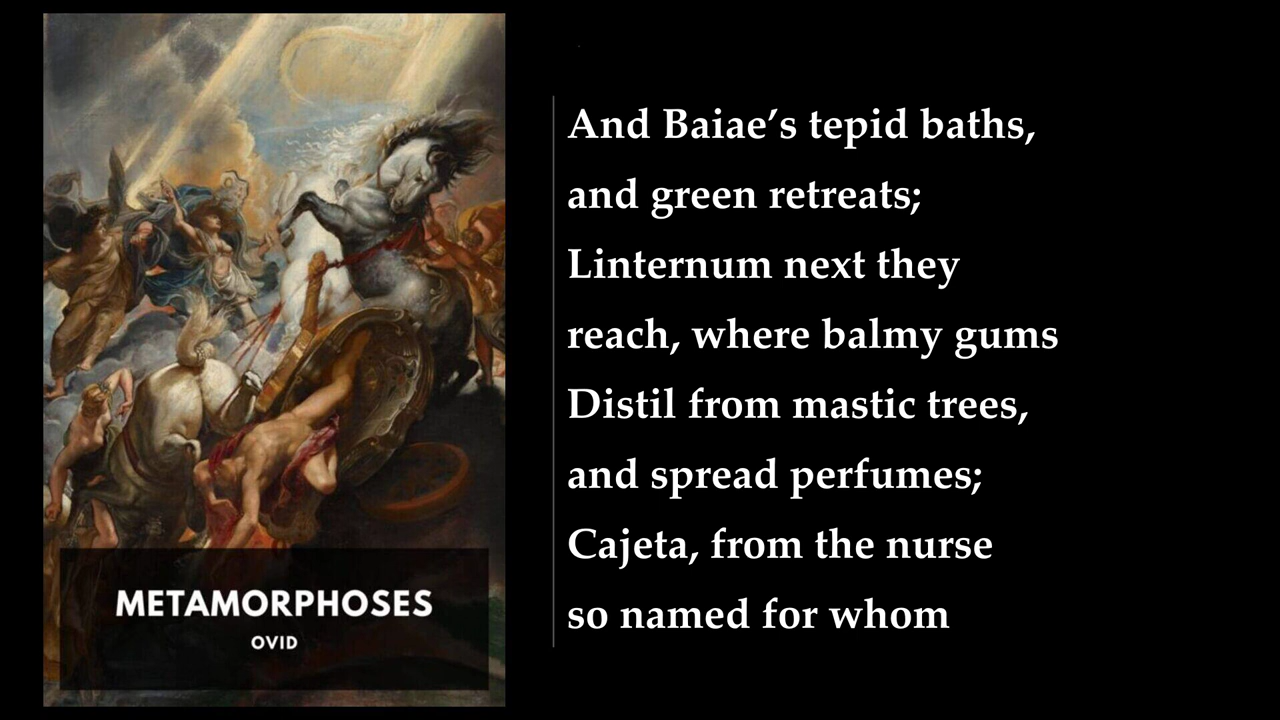 METAMORPHOSES
OVID
And Baiae’s tepid baths,
and green retreats;
Linternum next they
reach, where balmy gums
Distil from mastic trees,
and spread perfumes;
Cajeta, from the nurse
so named for whom